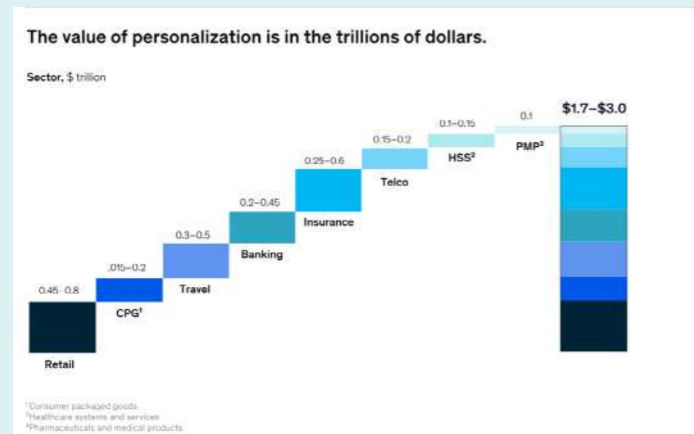 The value of personalization is in the trillions of dollars.
Sector, $ trillion
$1.7–$3.0
0.1
0.1–0.15
PMP³
0.15–0.2
HSS²
0.25–0.6
Telco
0.2–0.45
Insurance
0.3–0.5
Banking
.015–0.2
Travel
0.45–0.8
CPG¹
Retail
¹Consumer packaged goods
²Healthcare systems and services
³Pharmaceuticals and medical products